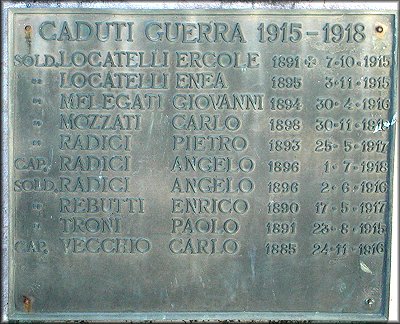 CADUTI GUERRA 1915-1918
SOLD. LOCATELLI ERCOLE 1891 ✠ 7-10-1915
" LOCATELLI ENEA 1895 3-11-1915
" MELEGATI GIOVANNI 1894 30-4-1916
" MOZZATI CARLO 1898 30-11-1918
" RADICI PIETRO 1893 25-5-1917
CAP. RADICI ANGELO 1896 1-7-1918
SOLD. RADICI ANGELO 1896 2-6-1916
" REBUTTI ENRICO 1890 17-5-1917
" TRONI PAOLO 1891 23-8-1915
CAP. VECCHIO CARLO 1885 24-11-1916